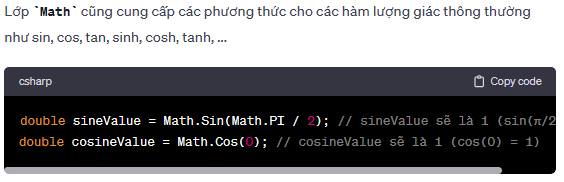 Lớp `Math` cũng cung cấp các phương thức cho các hàm lượng giác thông thường
như sin, cos, tan, sinh, cosh, tanh, ...
csharp Copy code
double sineValue = Math.Sin(Math.PI / 2); // sineValue sẽ là 1 (sin(π/2
double cosineValue = Math.Cos(0); // cosineValue sẽ là 1 (cos(0) = 1)